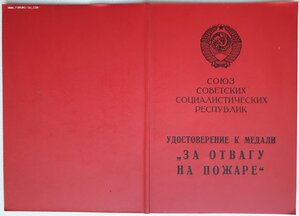 СОЮЗ
СОВЕТСКИХ
СОЦИАЛИСТИЧЕСКИХ
РЕСПУБЛИК
УДОСТОВЕРЕНИЕ К МЕДАЛИ
„ЗА ОТВАГУ
НА ПОЖАРЕ“